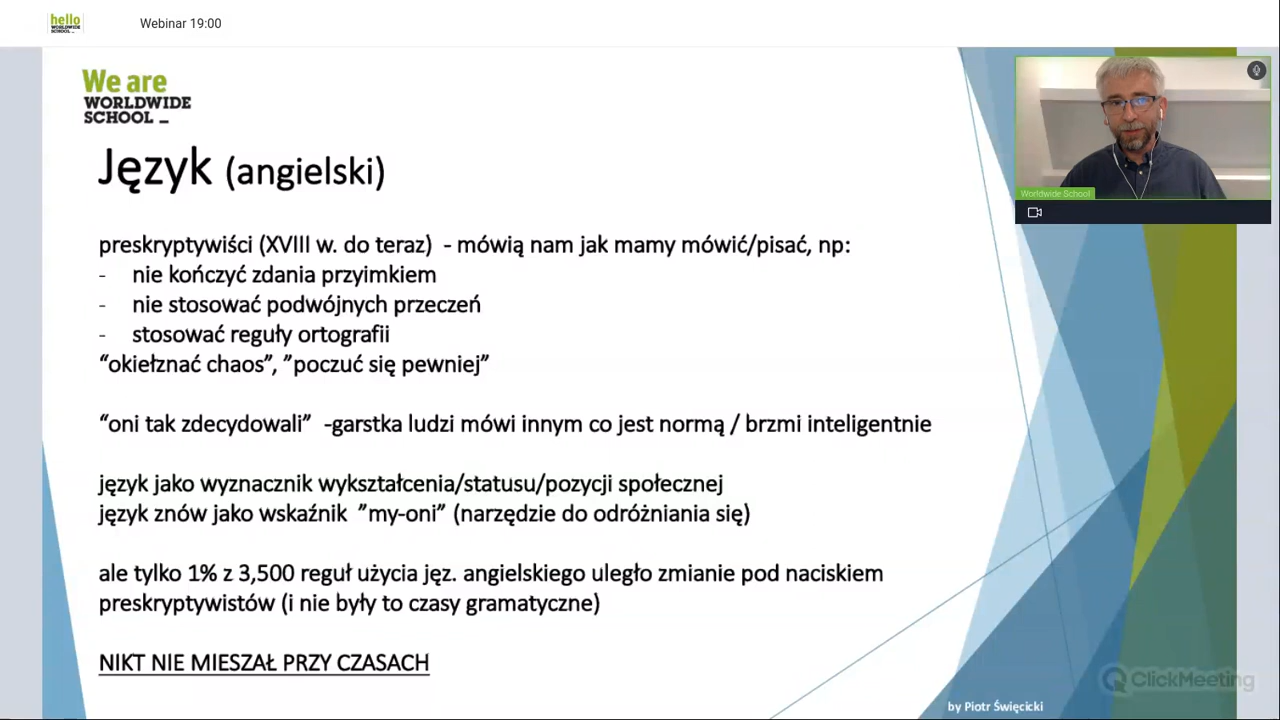 hello
WORLDWIDE
SCHOOL _
Webinar 19:00
We are
WORLDWIDE
SCHOOL _
Język (angielski)
preskryptywiści (XVIII w. do teraz)  - mówią nam jak mamy mówić/pisać, np:
- nie kończyć zdania przyimkiem
- nie stosować podwójnych przeczeń
- stosować reguły ortografii
“okiełznać chaos”, ”poczuć się pewniej”
“oni tak zdecydowali”  -garstka ludzi mówi innym co jest normą / brzmi inteligentnie
język jako wyznacznik wykształcenia/statusu/pozycji społecznej
język znów jako wskaźnik  ”my-oni” (narzędzie do odróżniania się)
ale tylko 1% z 3,500 reguł użycia jęz. angielskiego uległo zmianie pod naciskiem
preskryptywistów (i nie były to czasy gramatyczne)
NIKT NIE MIESZAŁ PRZY CZASACH
Worldwide School
ClickMeeting
by Piotr Święcicki